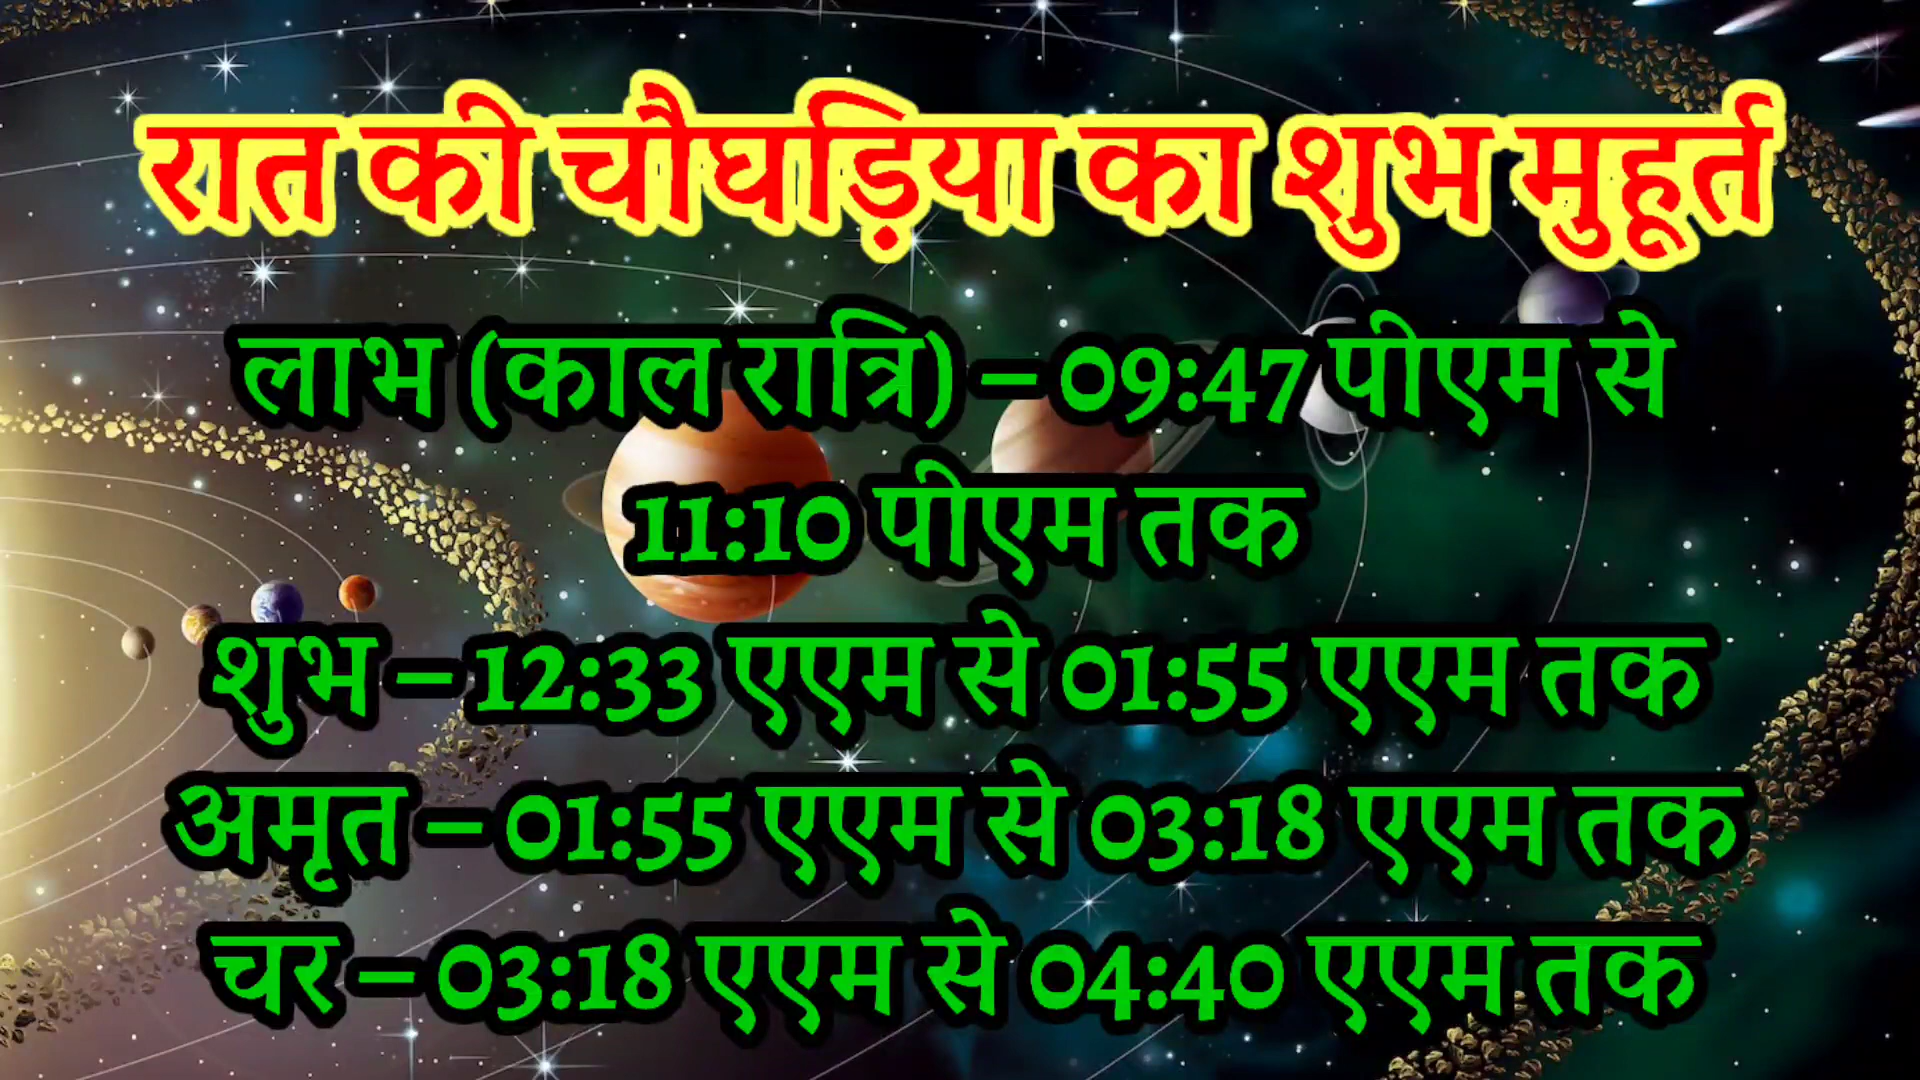 रात की चौघड़िया का शुभ मुहूर्त
लाभ (काल रात्रि) – 09:47 पीएम से
11:10 पीएम तक
शुभ – 12:33 एएम से 01:55 एएम तक
अमृत – 01:55 एएम से 03:18 एएम तक
चर – 03:18 एएम से 04:40 एएम तक